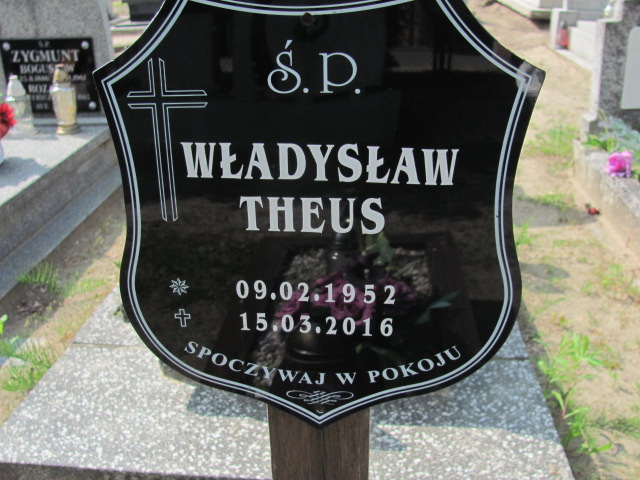 Ś.P.
WŁADYSŁAW
THEUS
09.02.1952
15.03.2016
SPOCZYWAJ W POKOJU
Ś.P.
ZYGMUNT